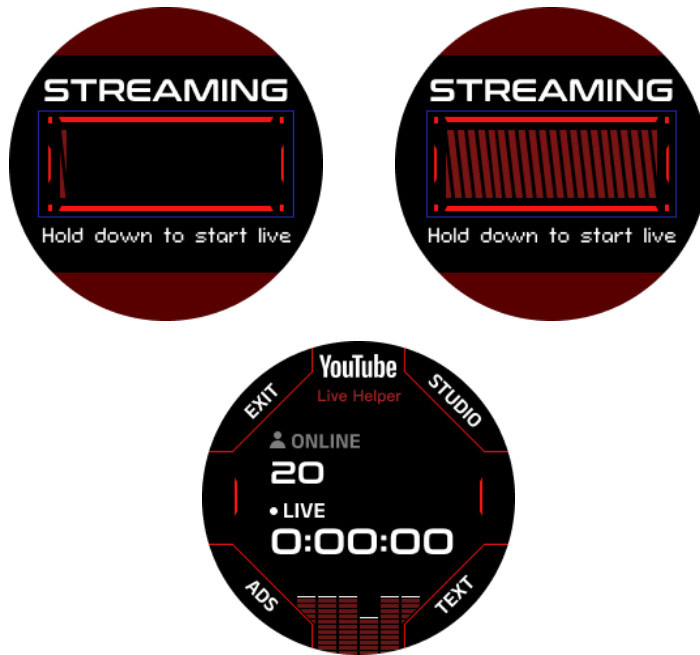 STREAMING
Hold down to start live
STREAMING
Hold down to start live
YouTube
Live Helper
EXIT
STUDIO
ONLINE
20
• LIVE
0:00:00
ADS
TEXT